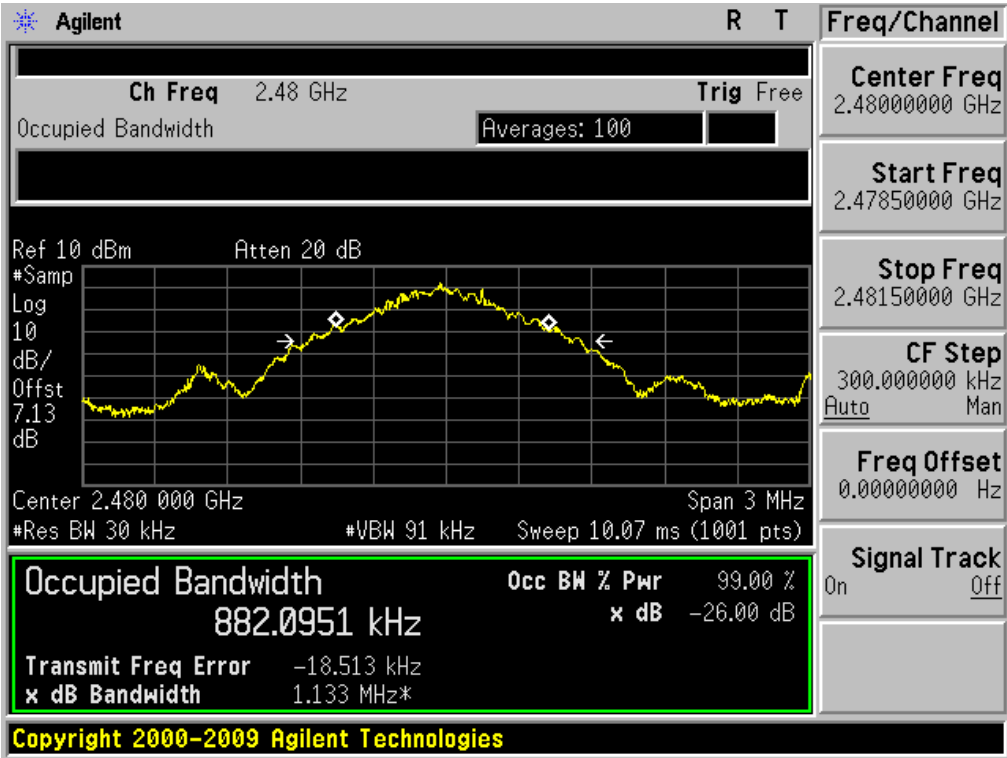 Agilent R T Freq/Channel
Ch Freq 2.48 GHz Trig Free
Occupied Bandwidth Averages: 100
Center Freq
2.48000000 GHz
Start Freq
2.47850000 GHz
Stop Freq
2.48150000 GHz
CF Step
300.000000 kHz
Auto Man
Freq Offset
0.00000000 Hz
Signal Track
On Off
Ref 10 dBm Atten 20 dB
#Samp
Log
10
dB/
Offst
7.13
dB
Center 2.480 000 GHz Span 3 MHz
#Res BW 30 kHz #VBW 91 kHz Sweep 10.07 ms (1001 pts)
Occupied Bandwidth Occ BW % Pwr 99.00 %
882.0951 kHz x dB -26.00 dB
Transmit Freq Error -18.513 kHz
x dB Bandwidth 1.133 MHz*
Copyright 2000-2009 Agilent Technologies